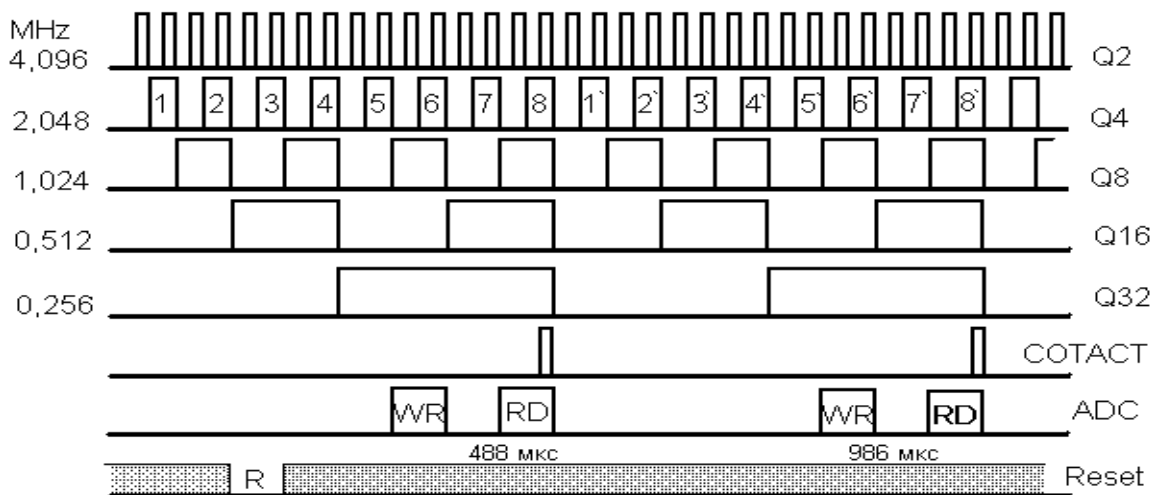 MHz
4,096 Q2
1 2 3 4 5 6 7 8 1` 2` 3` 4` 5` 6` 7` 8`
2,048 Q4
1,024 Q8
0,512 Q16
0,256 Q32
COTACT
WR RD WR RD ADC
488 мкс 986 мкс
R Reset